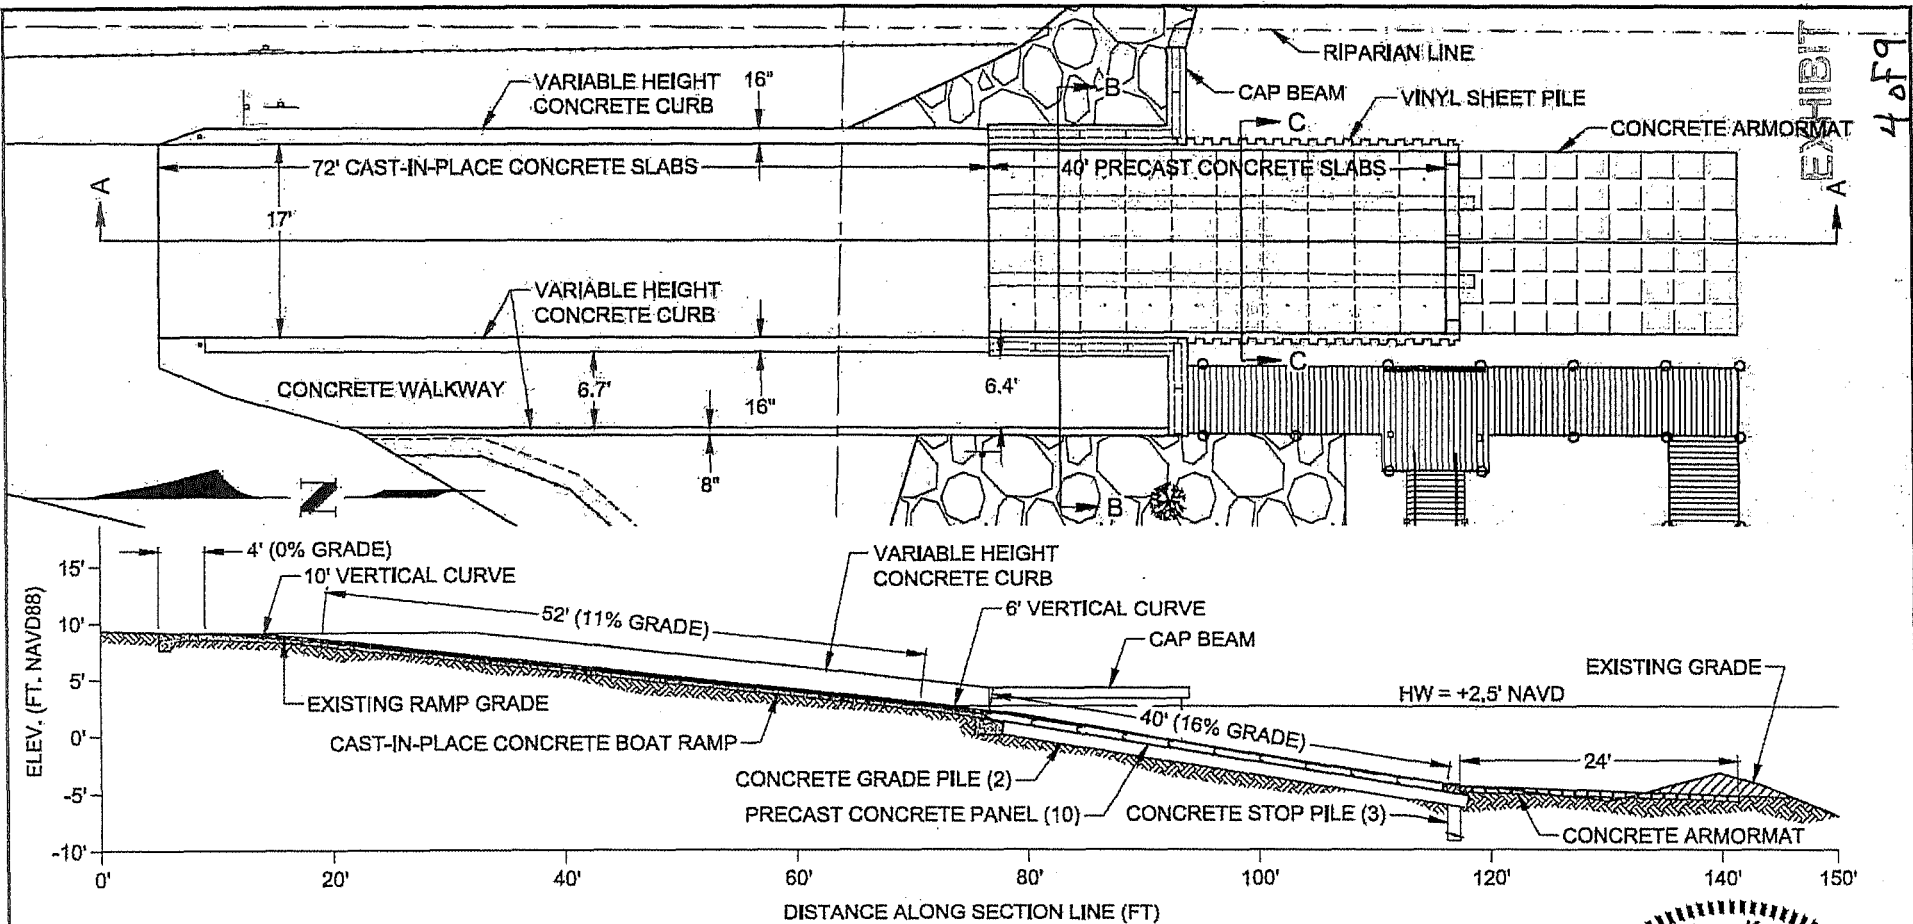 RIPARIAN LINE
EXHIBIT
4 OF 9
VARIABLE HEIGHT
CONCRETE CURB
16"
B
CAP BEAM
VINYL SHEET PILE
C
CONCRETE ARMORMAT
A
72' CAST-IN-PLACE CONCRETE SLABS
40' PRECAST CONCRETE SLABS
A
17'
VARIABLE HEIGHT
CONCRETE CURB
CONCRETE WALKWAY
6.7'
16"
6.4'
C
8"
B
4' (0% GRADE)
10' VERTICAL CURVE
VARIABLE HEIGHT
CONCRETE CURB
15'
10'
5'
0'
-5'
-10'
ELEV. (FT. NAVD88)
52' (11% GRADE)
6' VERTICAL CURVE
CAP BEAM
EXISTING GRADE
HW = +2.5' NAVD
EXISTING RAMP GRADE
CAST-IN-PLACE CONCRETE BOAT RAMP
40' (16% GRADE)
24'
CONCRETE GRADE PILE (2)
PRECAST CONCRETE PANEL (10)
CONCRETE STOP PILE (3)
CONCRETE ARMORMAT
0' 20' 40' 60' 80' 100' 120' 140' 150'
DISTANCE ALONG SECTION LINE (FT)